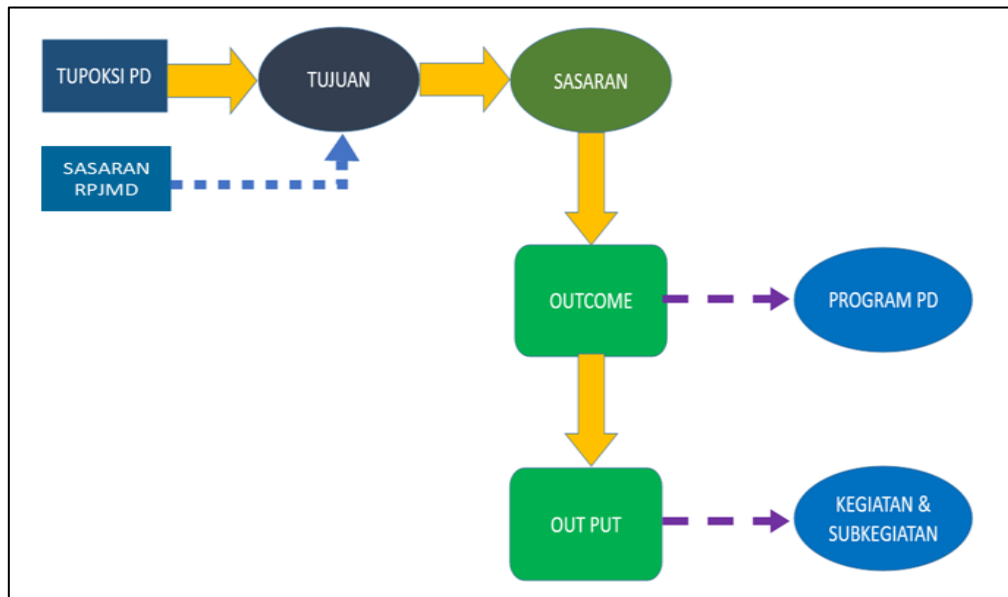 TUPOKSI PD
TUJUAN
SASARAN
SASARAN
RPJMD
OUTCOME
PROGRAM PD
OUT PUT
KEGIATAN &
SUBKEGIATAN